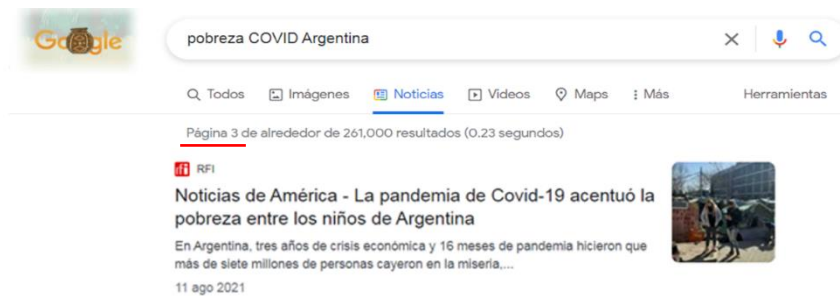 Google
pobreza COVID Argentina
Todos Imágenes Noticias Videos Maps Más Herramientas
Página 3 de alrededor de 261,000 resultados (0.23 segundos)
rfi RFI
Noticias de América - La pandemia de Covid-19 acentuó la
pobreza entre los niños de Argentina
En Argentina, tres años de crisis económica y 16 meses de pandemia hicieron que
más de siete millones de personas cayeron en la miseria,...
11 ago 2021